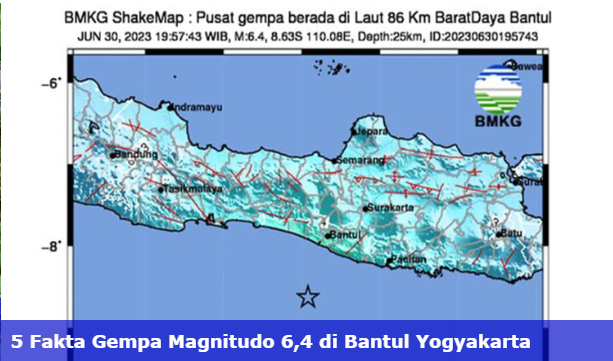 BMKG ShakeMap : Pusat gempa berada di Laut 86 Km BaratDaya Bantul
JUN 30, 2023 19:57:43 WIB, M:6.4, 8.63S 110.08E, Depth:25km, ID:20230630195743
-6°
Bawea
Indramayu
BMKG
Jepara
Bandung
Semarang
Sura
Tasikmalaya
Surakarta
Bantul
Batu
-8°
Pacitan
5 Fakta Gempa Magnitudo 6,4 di Bantul Yogyakarta